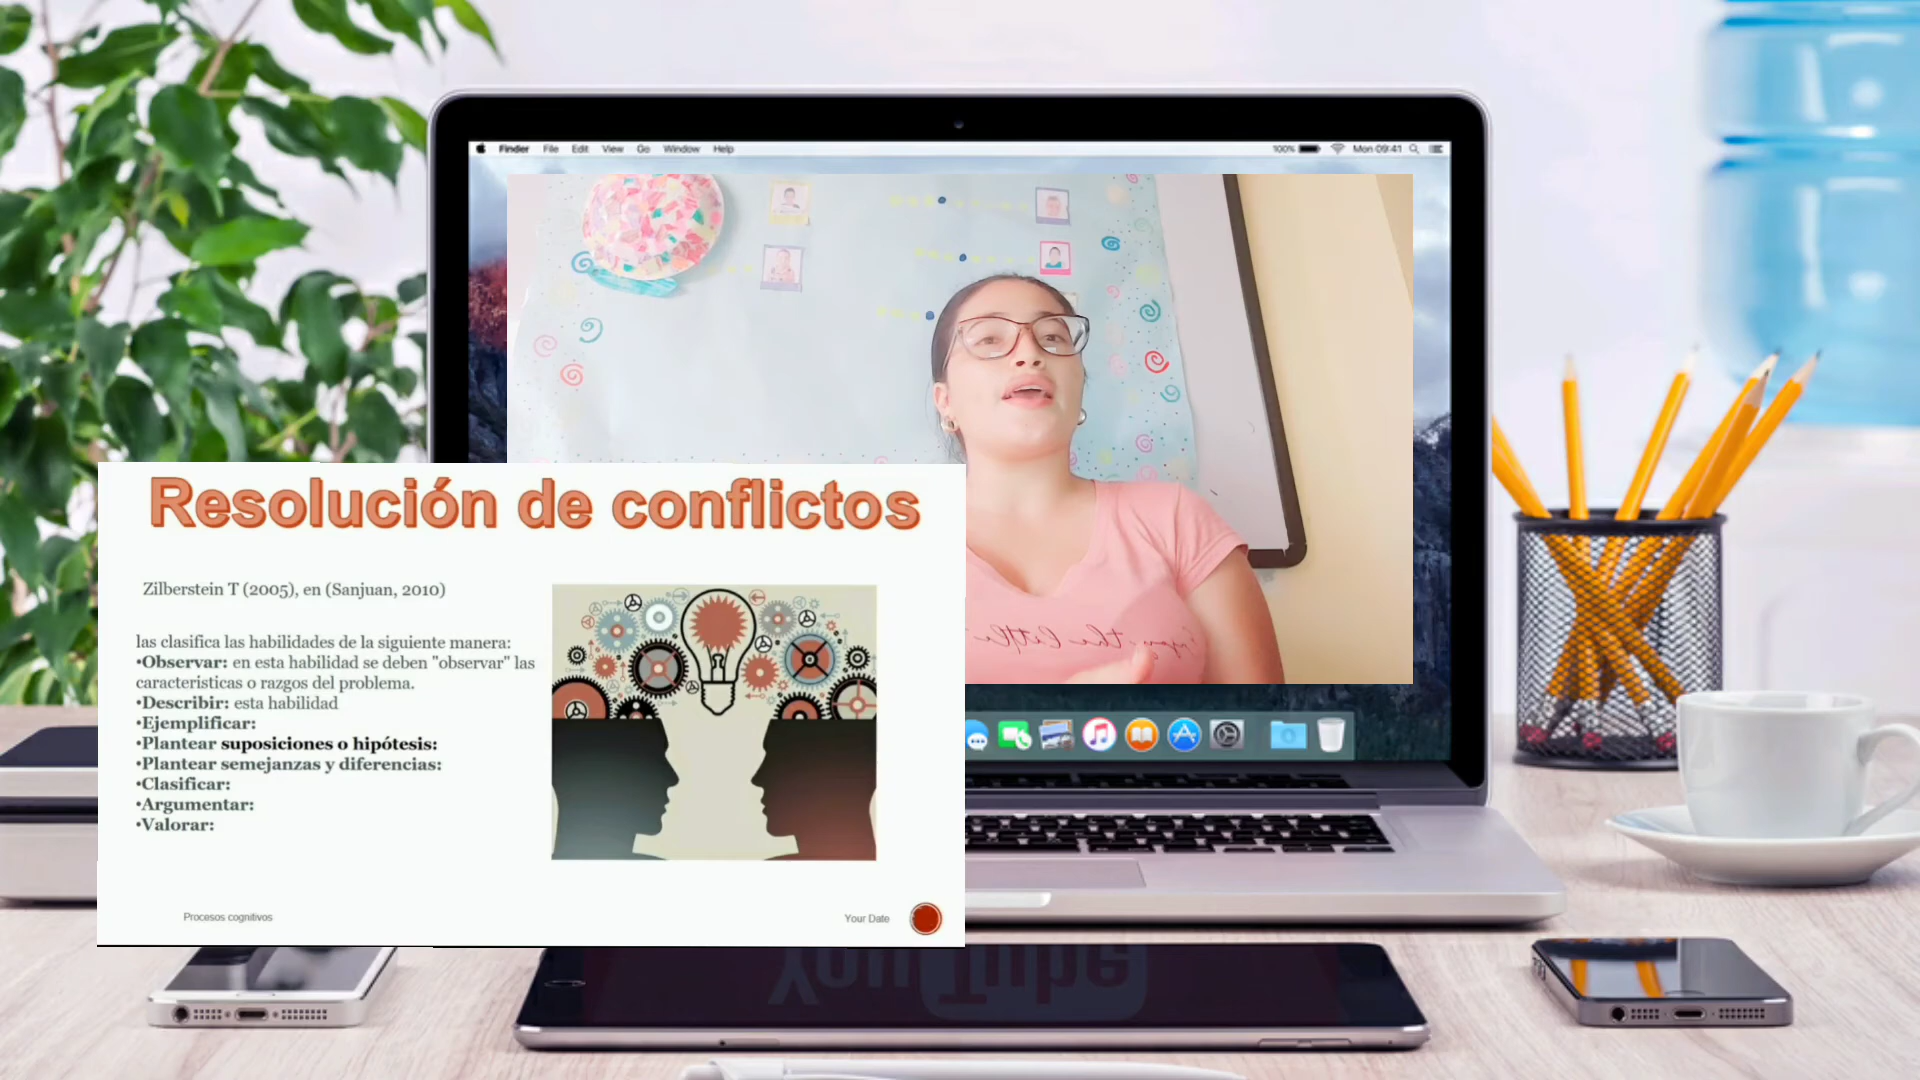 Finder File Edit View Go Window Help
100% Mon 09:41
Resolución de conflictos
Zilberstein T (2005), en (Sanjuan, 2010)
las clasifica las habilidades de la siguiente manera:
•Observar: en esta habilidad se deben "observar" las
caracteristicas o razgos del problema.
•Describir: esta habilidad
•Ejemplificar:
•Plantear suposiciones o hipótesis:
•Plantear semejanzas y diferencias:
•Clasificar:
•Argumentar:
•Valorar:
Procesos cognitivos
Your Date
YouTube